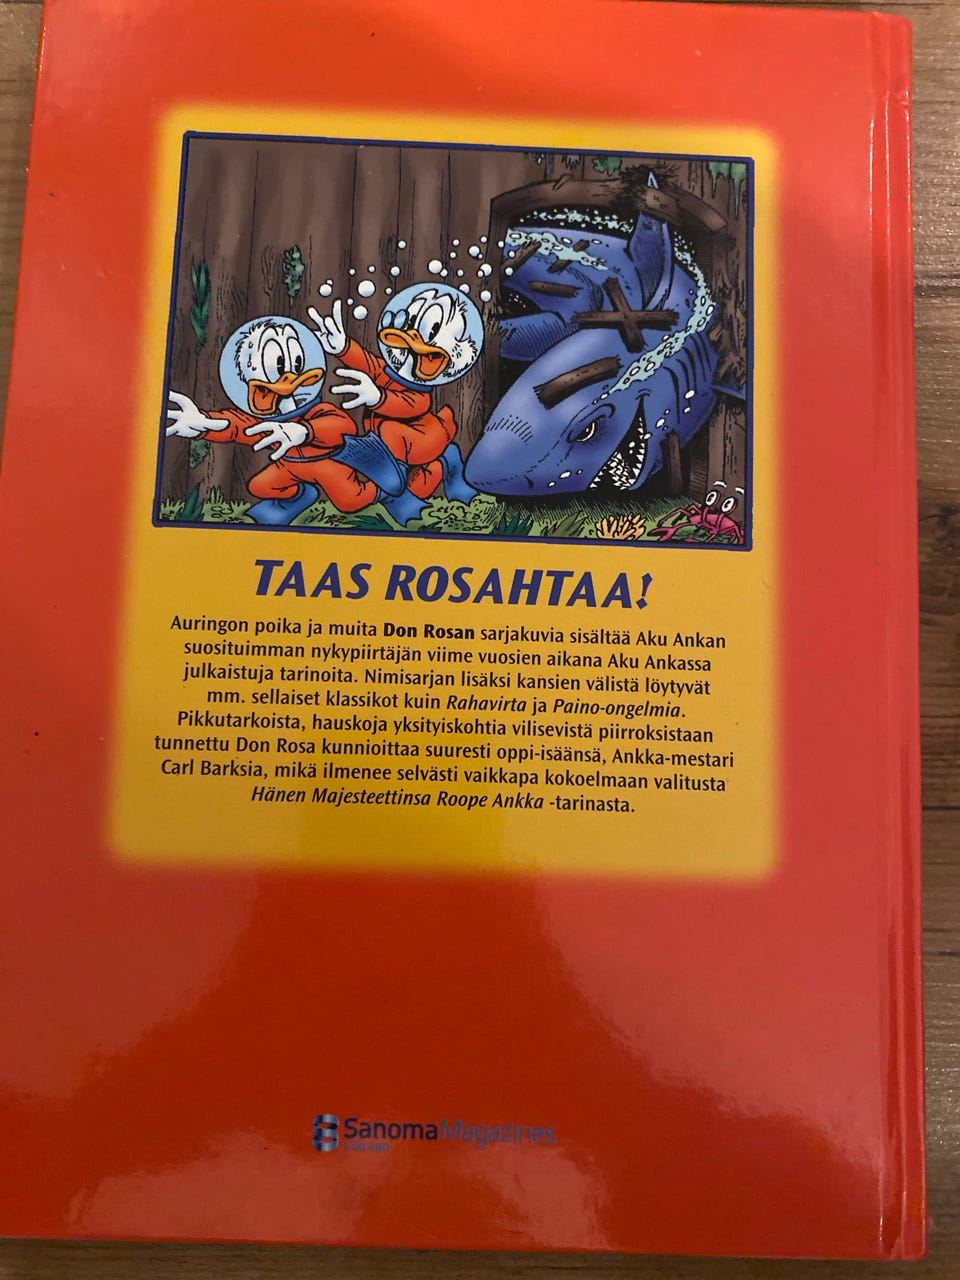 TAAS ROSAHTAA!
Auringon poika ja muita Don Rosan sarjakuvia sisältää Aku Ankan
suosituimman nykypiirtäjän viime vuosien aikana Aku Ankassa
julkaistuja tarinoita. Nimisarjan lisäksi kansien välistä löytyvät
mm. sellaiset klassikot kuin Rahavirta ja Paino-ongelmia.
Pikkutarkoista, hauskoja yksityiskohtia vilisevistä piirroksistaan
tunnettu Don Rosa kunnioittaa suuresti oppi-isäänsä, Ankka-mestari
Carl Barksia, mikä ilmenee selvästi vaikkapa kokoelmaan valitusta
Hänen Majesteettinsa Roope Ankka -tarinasta.
SanomaMagazines
FINLAND